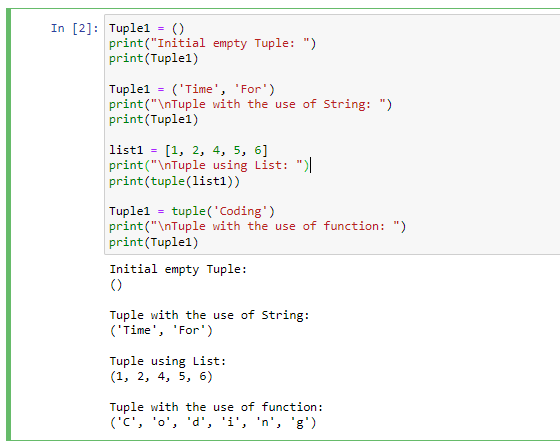 In [2]: Tuple1 = ()
print("Initial empty Tuple: ")
print(Tuple1)
Tuple1 = ('Time', 'For')
print("\nTuple with the use of String: ")
print(Tuple1)
list1 = [1, 2, 4, 5, 6]
print("\nTuple using List: ")
print(tuple(list1))
Tuple1 = tuple('Coding')
print("\nTuple with the use of function: ")
print(Tuple1)
Initial empty Tuple:
()
Tuple with the use of String:
('Time', 'For')
Tuple using List:
(1, 2, 4, 5, 6)
Tuple with the use of function:
('C', 'o', 'd', 'i', 'n', 'g')